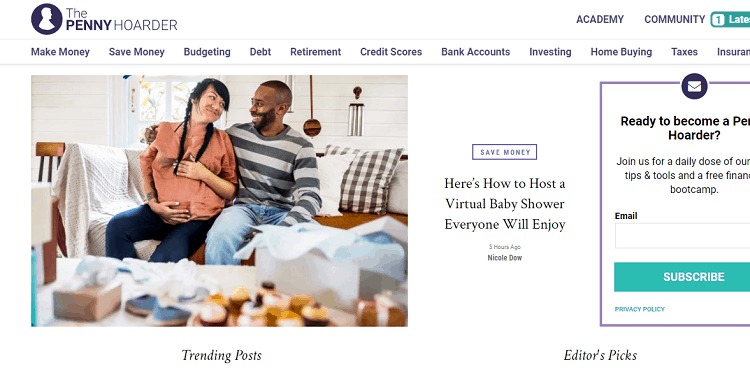 The
PENNY HOARDER
ACADEMY COMMUNITY 1 Late
Make Money Save Money Budgeting Debt Retirement Credit Scores Bank Accounts Investing Home Buying Taxes Insuran
SAVE MONEY
Here's How to Host a
Virtual Baby Shower
Everyone Will Enjoy
5 Hours Ago
Nicole Dow
Ready to become a Pen
Hoarder?
Join us for a daily dose of our
tips & tools and a free financ
bootcamp.
Email
SUBSCRIBE
PRIVACY POLICY
Trending Posts
Editor's Picks